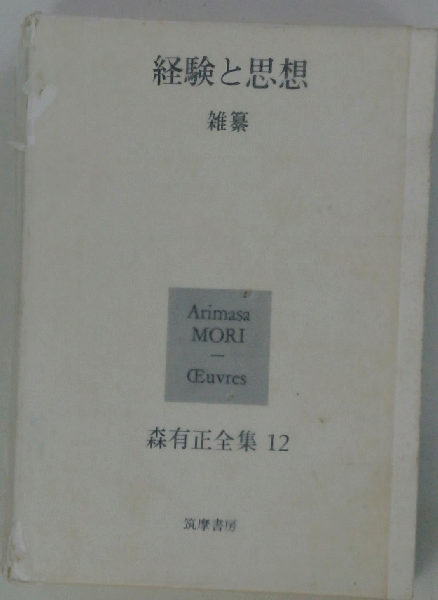 経験と思想
雑纂
Arimasa
MORI
—
Œuvres
森有正全集 12
筑摩書房